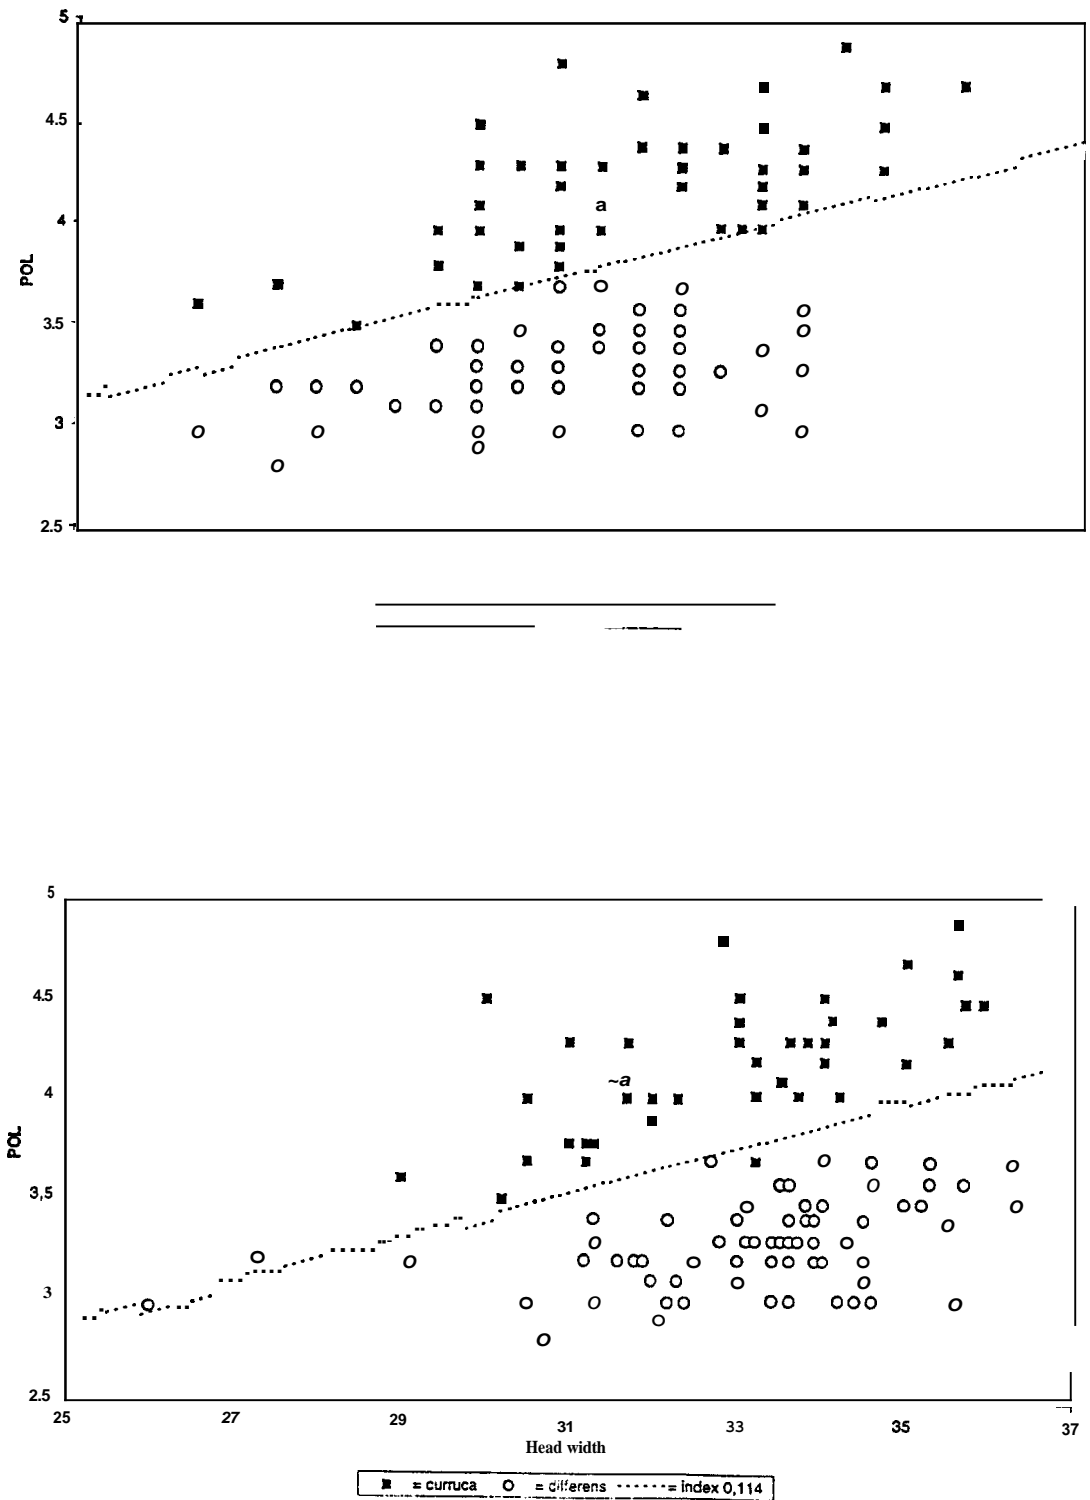 5
4.5
4
POL
3.5
a
3
2.5
5
4.5
4
POL
~a
3,5
3
2.5
25 27 29 31 33 35 37
Head width
= curruca = differens = index 0,114